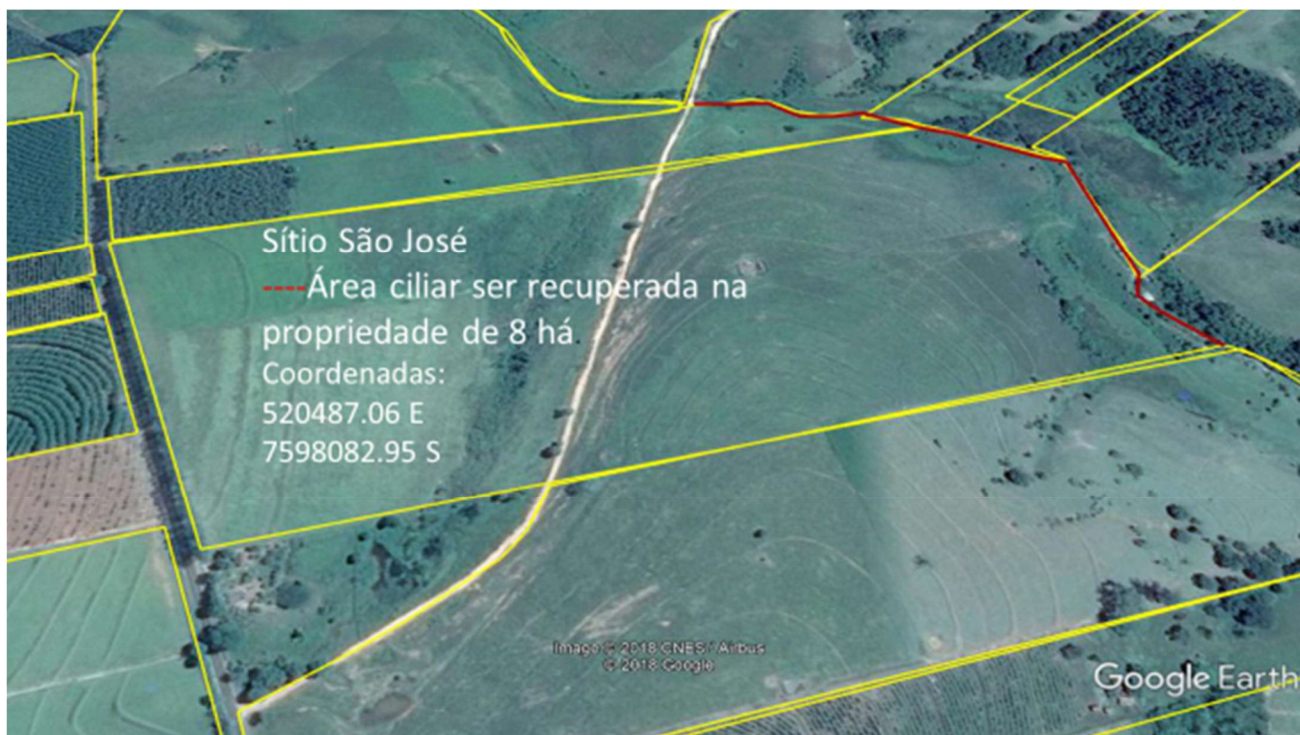 Sítio São José
----Área ciliar ser recuperada na
propriedade de 8 há.
Coordenadas:
520487.06 E
7598082.95 S
Image © 2018 CNES / Airbus
© 2018 Google
Google Earth